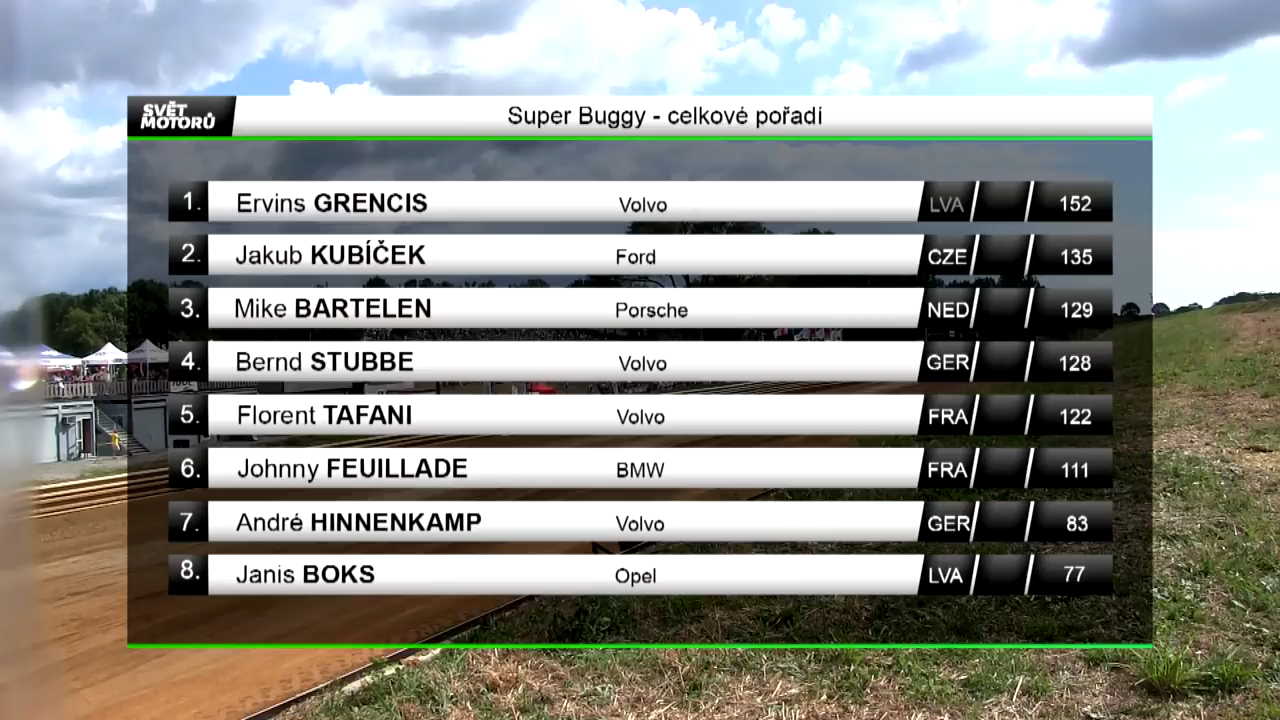 SVĚT
MOTORŮ
Super Buggy - celkové pořadí
1. Ervins GRENCIS Volvo LVA 152
2. Jakub KUBÍČEK Ford CZE 135
3. Mike BARTELEN Porsche NED 129
4. Bernd STUBBE Volvo GER 128
5. Florent TAFANI Volvo FRA 122
6. Johnny FEUILLADE BMW FRA 111
7. André HINNENKAMP Volvo GER 83
8. Janis BOKS Opel LVA 77